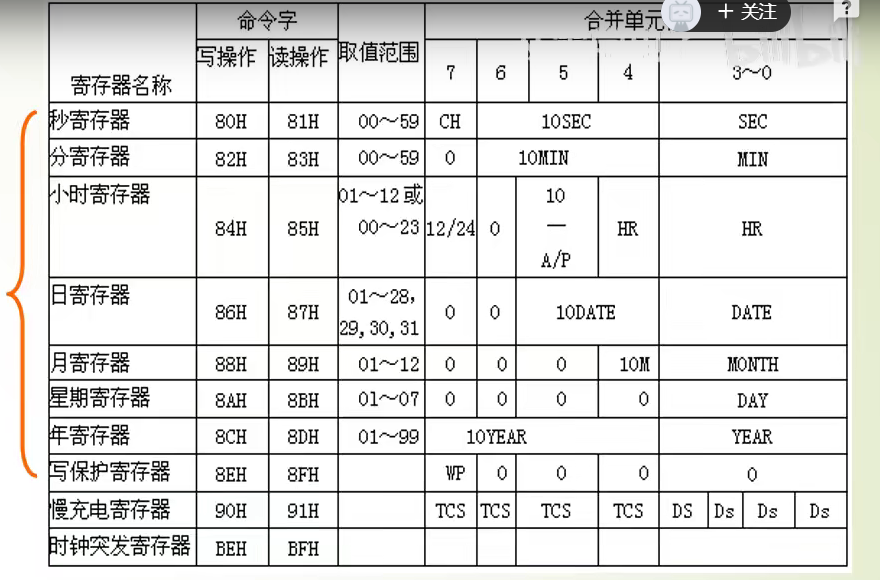 + 关注
?
命令字 合并单元
寄存器名称 写操作 读操作 取值范围 7 6 5 4 3～0
秒寄存器 80H 81H 00～59 CH 10SEC SEC
分寄存器 82H 83H 00～59 0 10MIN MIN
小时寄存器 84H 85H 01～12或 00～23 12/24 0 10 — A/P HR HR
日寄存器 86H 87H 01～28, 29,30,31 0 0 10DATE DATE
月寄存器 88H 89H 01～12 0 0 0 10M MONTH
星期寄存器 8AH 8BH 01～07 0 0 0 0 DAY
年寄存器 8CH 8DH 01～99 10YEAR YEAR
写保护寄存器 8EH 8FH WP 0 0 0 0
慢充电寄存器 90H 91H TCS TCS TCS TCS DS Ds Ds Ds
时钟突发寄存器 BEH BFH